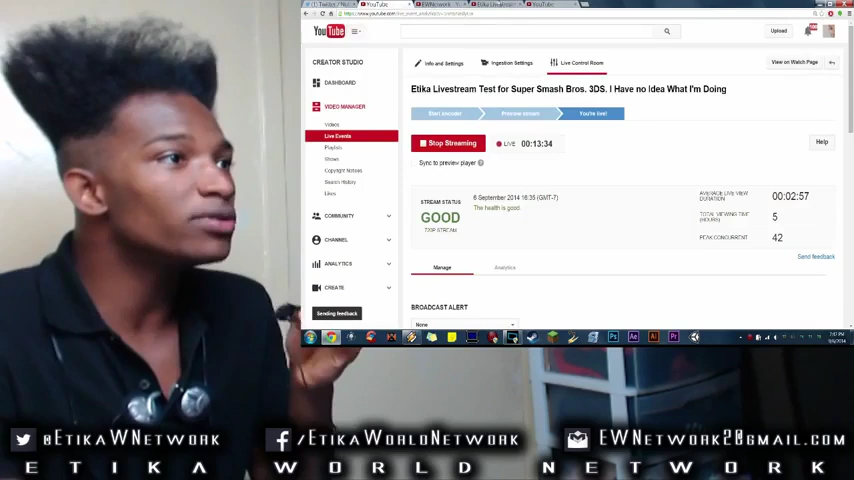 YouTube
Upload
CREATOR STUDIO
Info and Settings
Ingestion Settings
Live Control Room
View on Watch Page
DASHBOARD
Etika Livestream Test for Super Smash Bros. 3DS. I Have no Idea What I'm Doing
VIDEO MANAGER
Start encoder
Preview stream
You're live!
Videos
Live Events
Stop Streaming
LIVE 00:13:34
Help
Playlists
Shows
Sync to preview player
Copyright Notices
Search History
Likes
STREAM STATUS
GOOD
720P STREAM
6 September 2014 16:35 (GMT-7)
The health is good.
AVERAGE LIVE VIEW DURATION
00:02:57
TOTAL VIEWING TIME (HOURS)
5
PEAK CONCURRENT
42
COMMUNITY
CHANNEL
Send feedback
ANALYTICS
Manage
Analytics
CREATE
BROADCAST ALERT
Sending feedback
None
@EtikaWNetwork
/EtikaWorldNetwork
EWNetwork2@gmail.com
ETIKA WORLD NETWORK